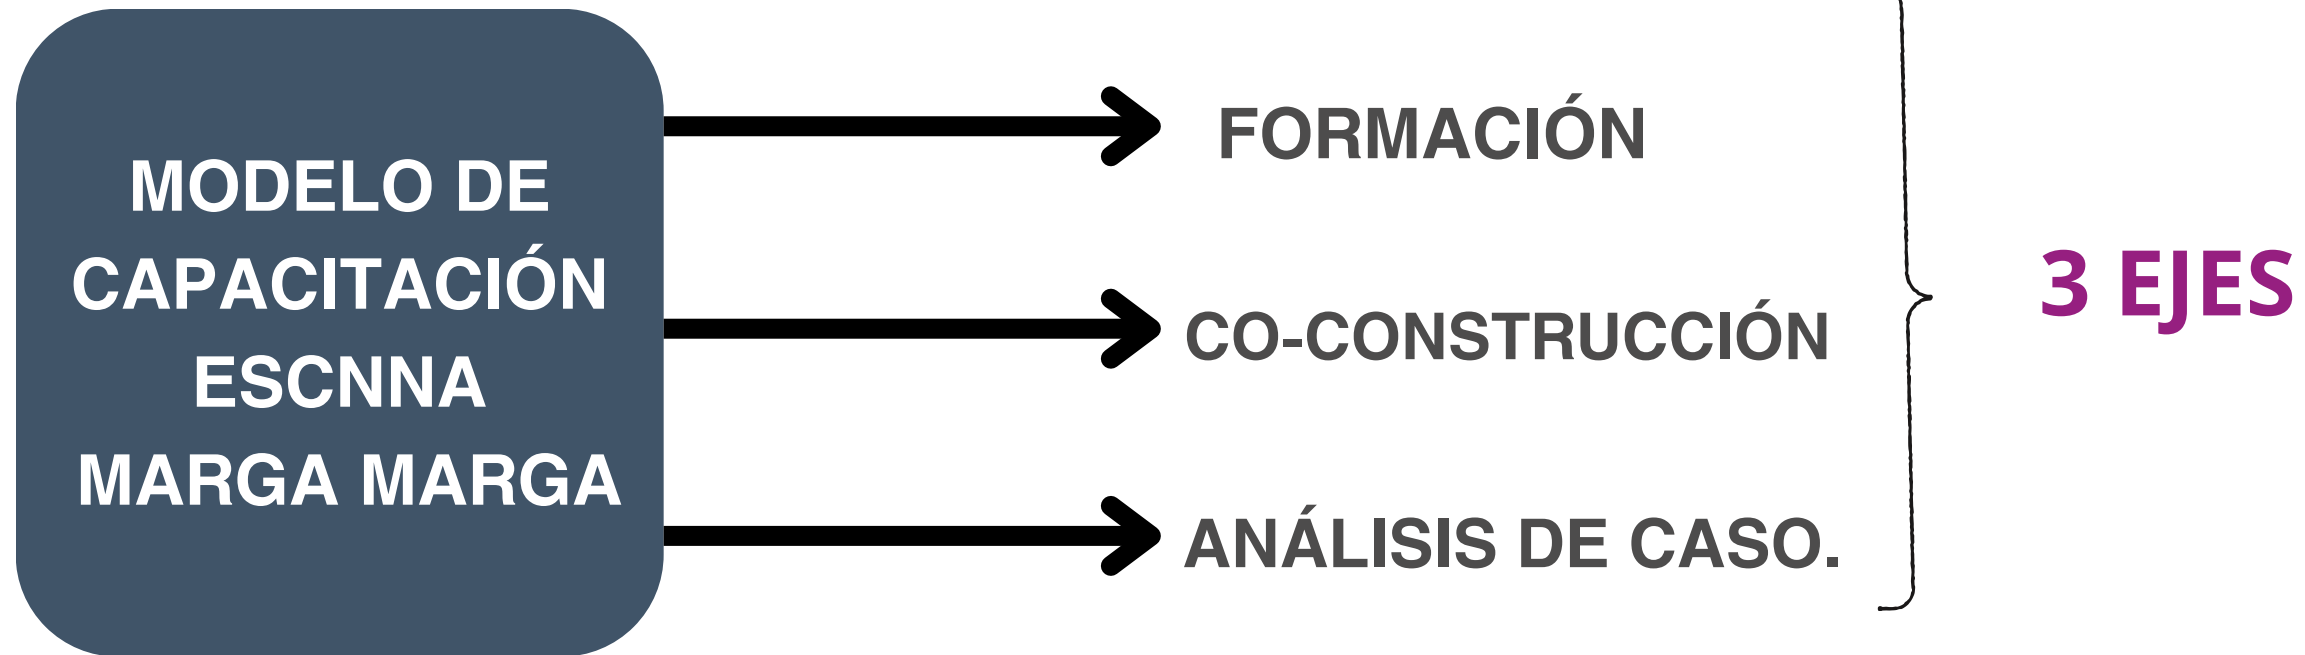 MODELO DE
CAPACITACIÓN
ESCNNA
MARGA MARGA
FORMACIÓN
CO-CONSTRUCCIÓN
ANÁLISIS DE CASO.
3 EJES